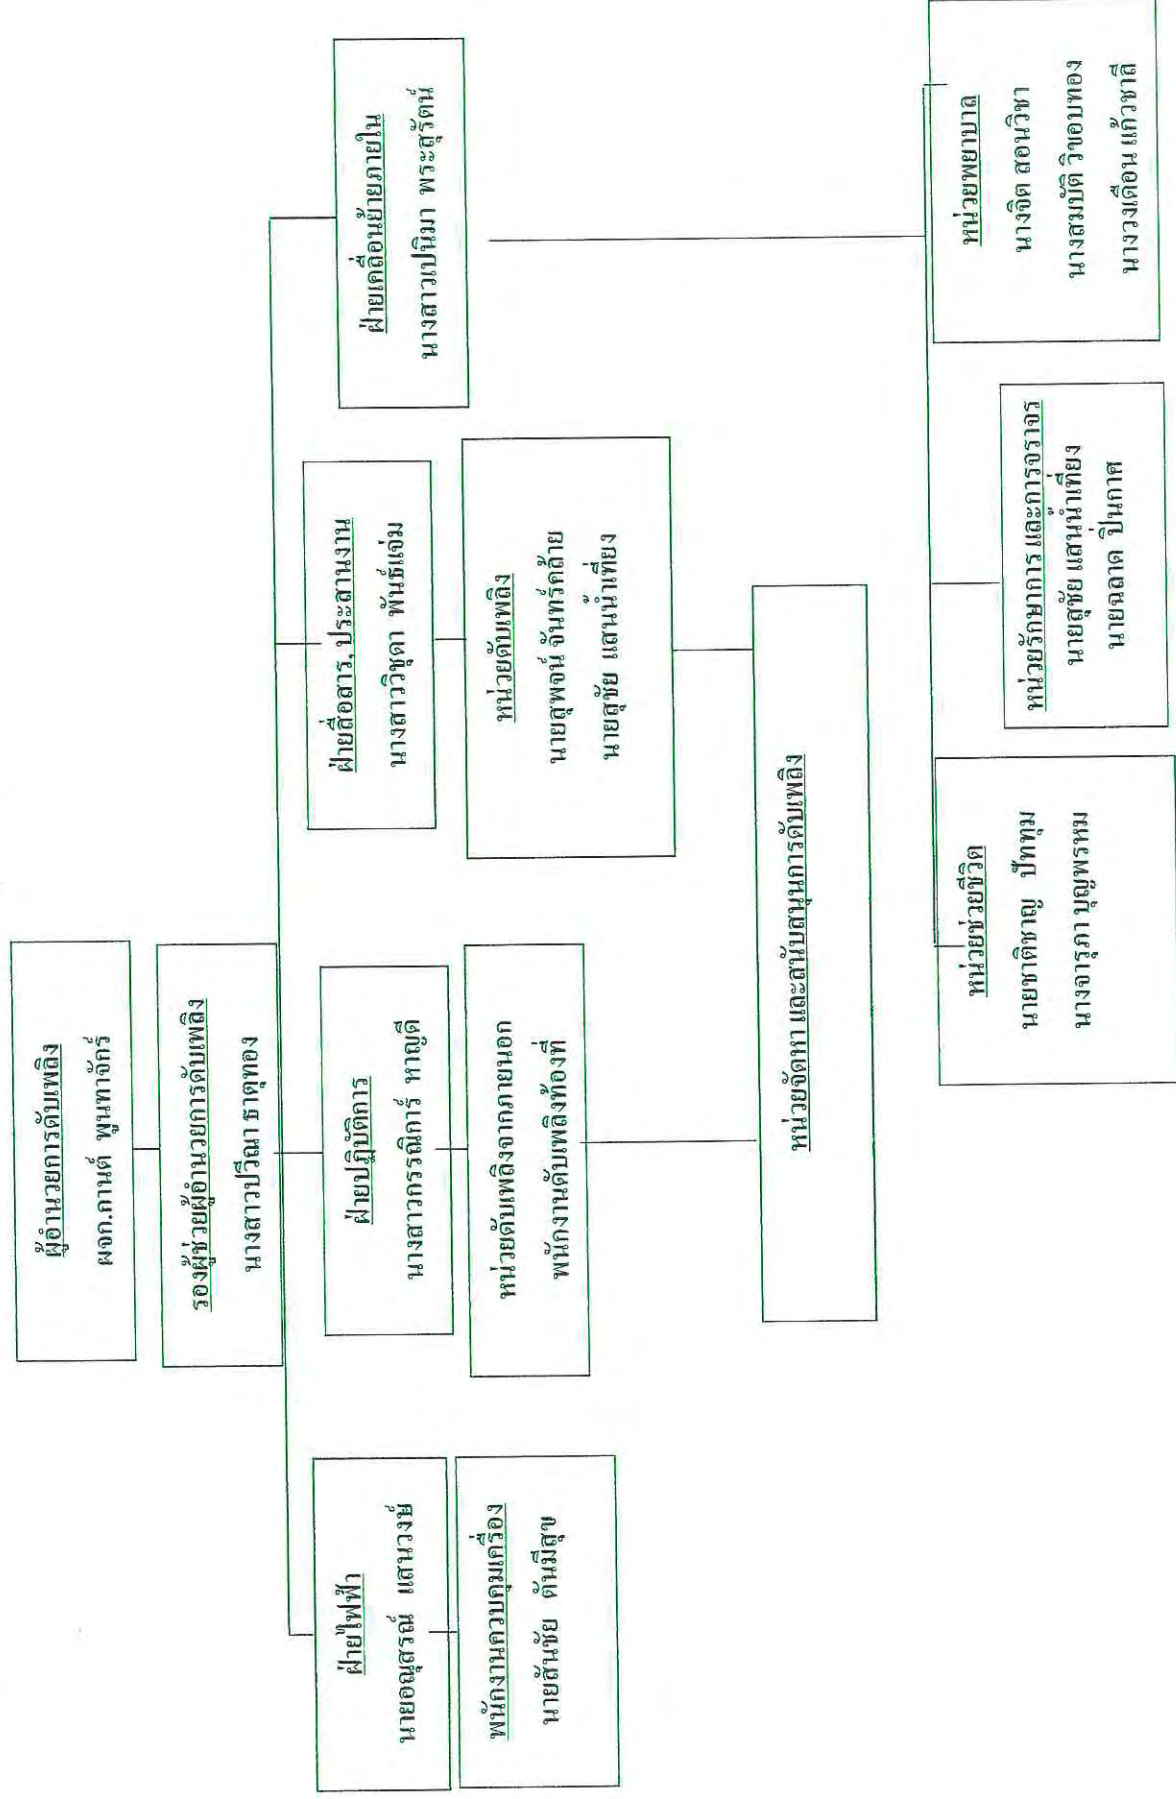 ผู้อำนวยการดับเพลิง
ผจก.กานต์ พูนทาจักร์
รองผู้ช่วยผู้อำนวยการดับเพลิง
นางสาวปวีณา ธาตุทอง
ฝ่ายไฟฟ้า
นายอณุสรณ์ แสนวงษ์
พนักงานควบคุมเครื่อง
นายสันชัย ตันมีสุข
ฝ่ายปฏิบัติการ
นางสาวกรรณิการ์ หาญดี
หน่วยดับเพลิงจากภายนอก
พนักงานดับเพลิงท้องที่
ฝ่ายสื่อสาร, ประสานงาน
นางสาววิชุดา พันธ์แจ่ม
หน่วยดับเพลิง
นายสุพจน์ จันทร์คล้าย
นายสุชัย แสนน้ำเที่ยง
ฝ่ายเคลื่อนย้ายภายใน
นางสาวเปนิมา พระสุรัตน์
หน่วยจัดหา และสนับสนุนการดับเพลิง
หน่วยช่วยชีวิต
นายชาติชาญ ปัททุม
นางจารุภา บุญพรหม
หน่วยรักษาการ และการจราจร
นายสุชัย แสนน้ำเที่ยง
นายฉลาด ปิ่นกาศ
หน่วยพยาบาล
นางจิต สอนวิชา
นางสมบัติ วิขอบทอง
นางวงเดือน แก้วชาลี